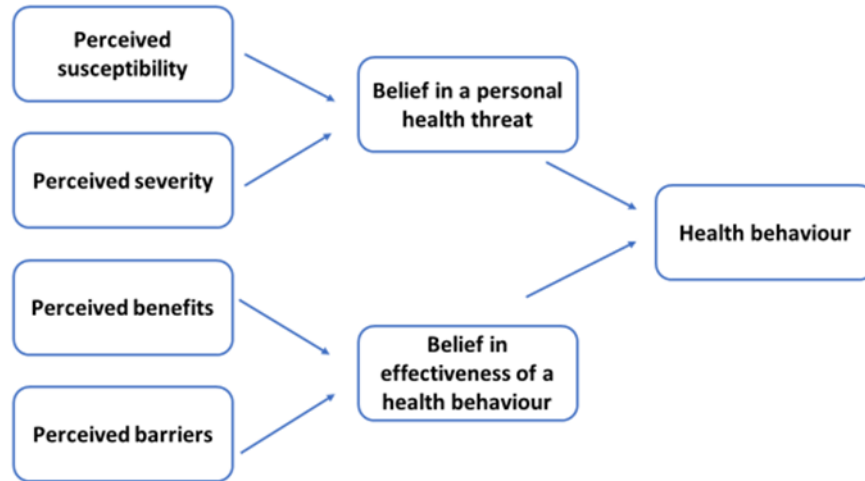 Perceived
susceptibility
Perceived severity
Perceived benefits
Perceived barriers
Belief in a personal
health threat
Belief in
effectiveness of a
health behaviour
Health behaviour